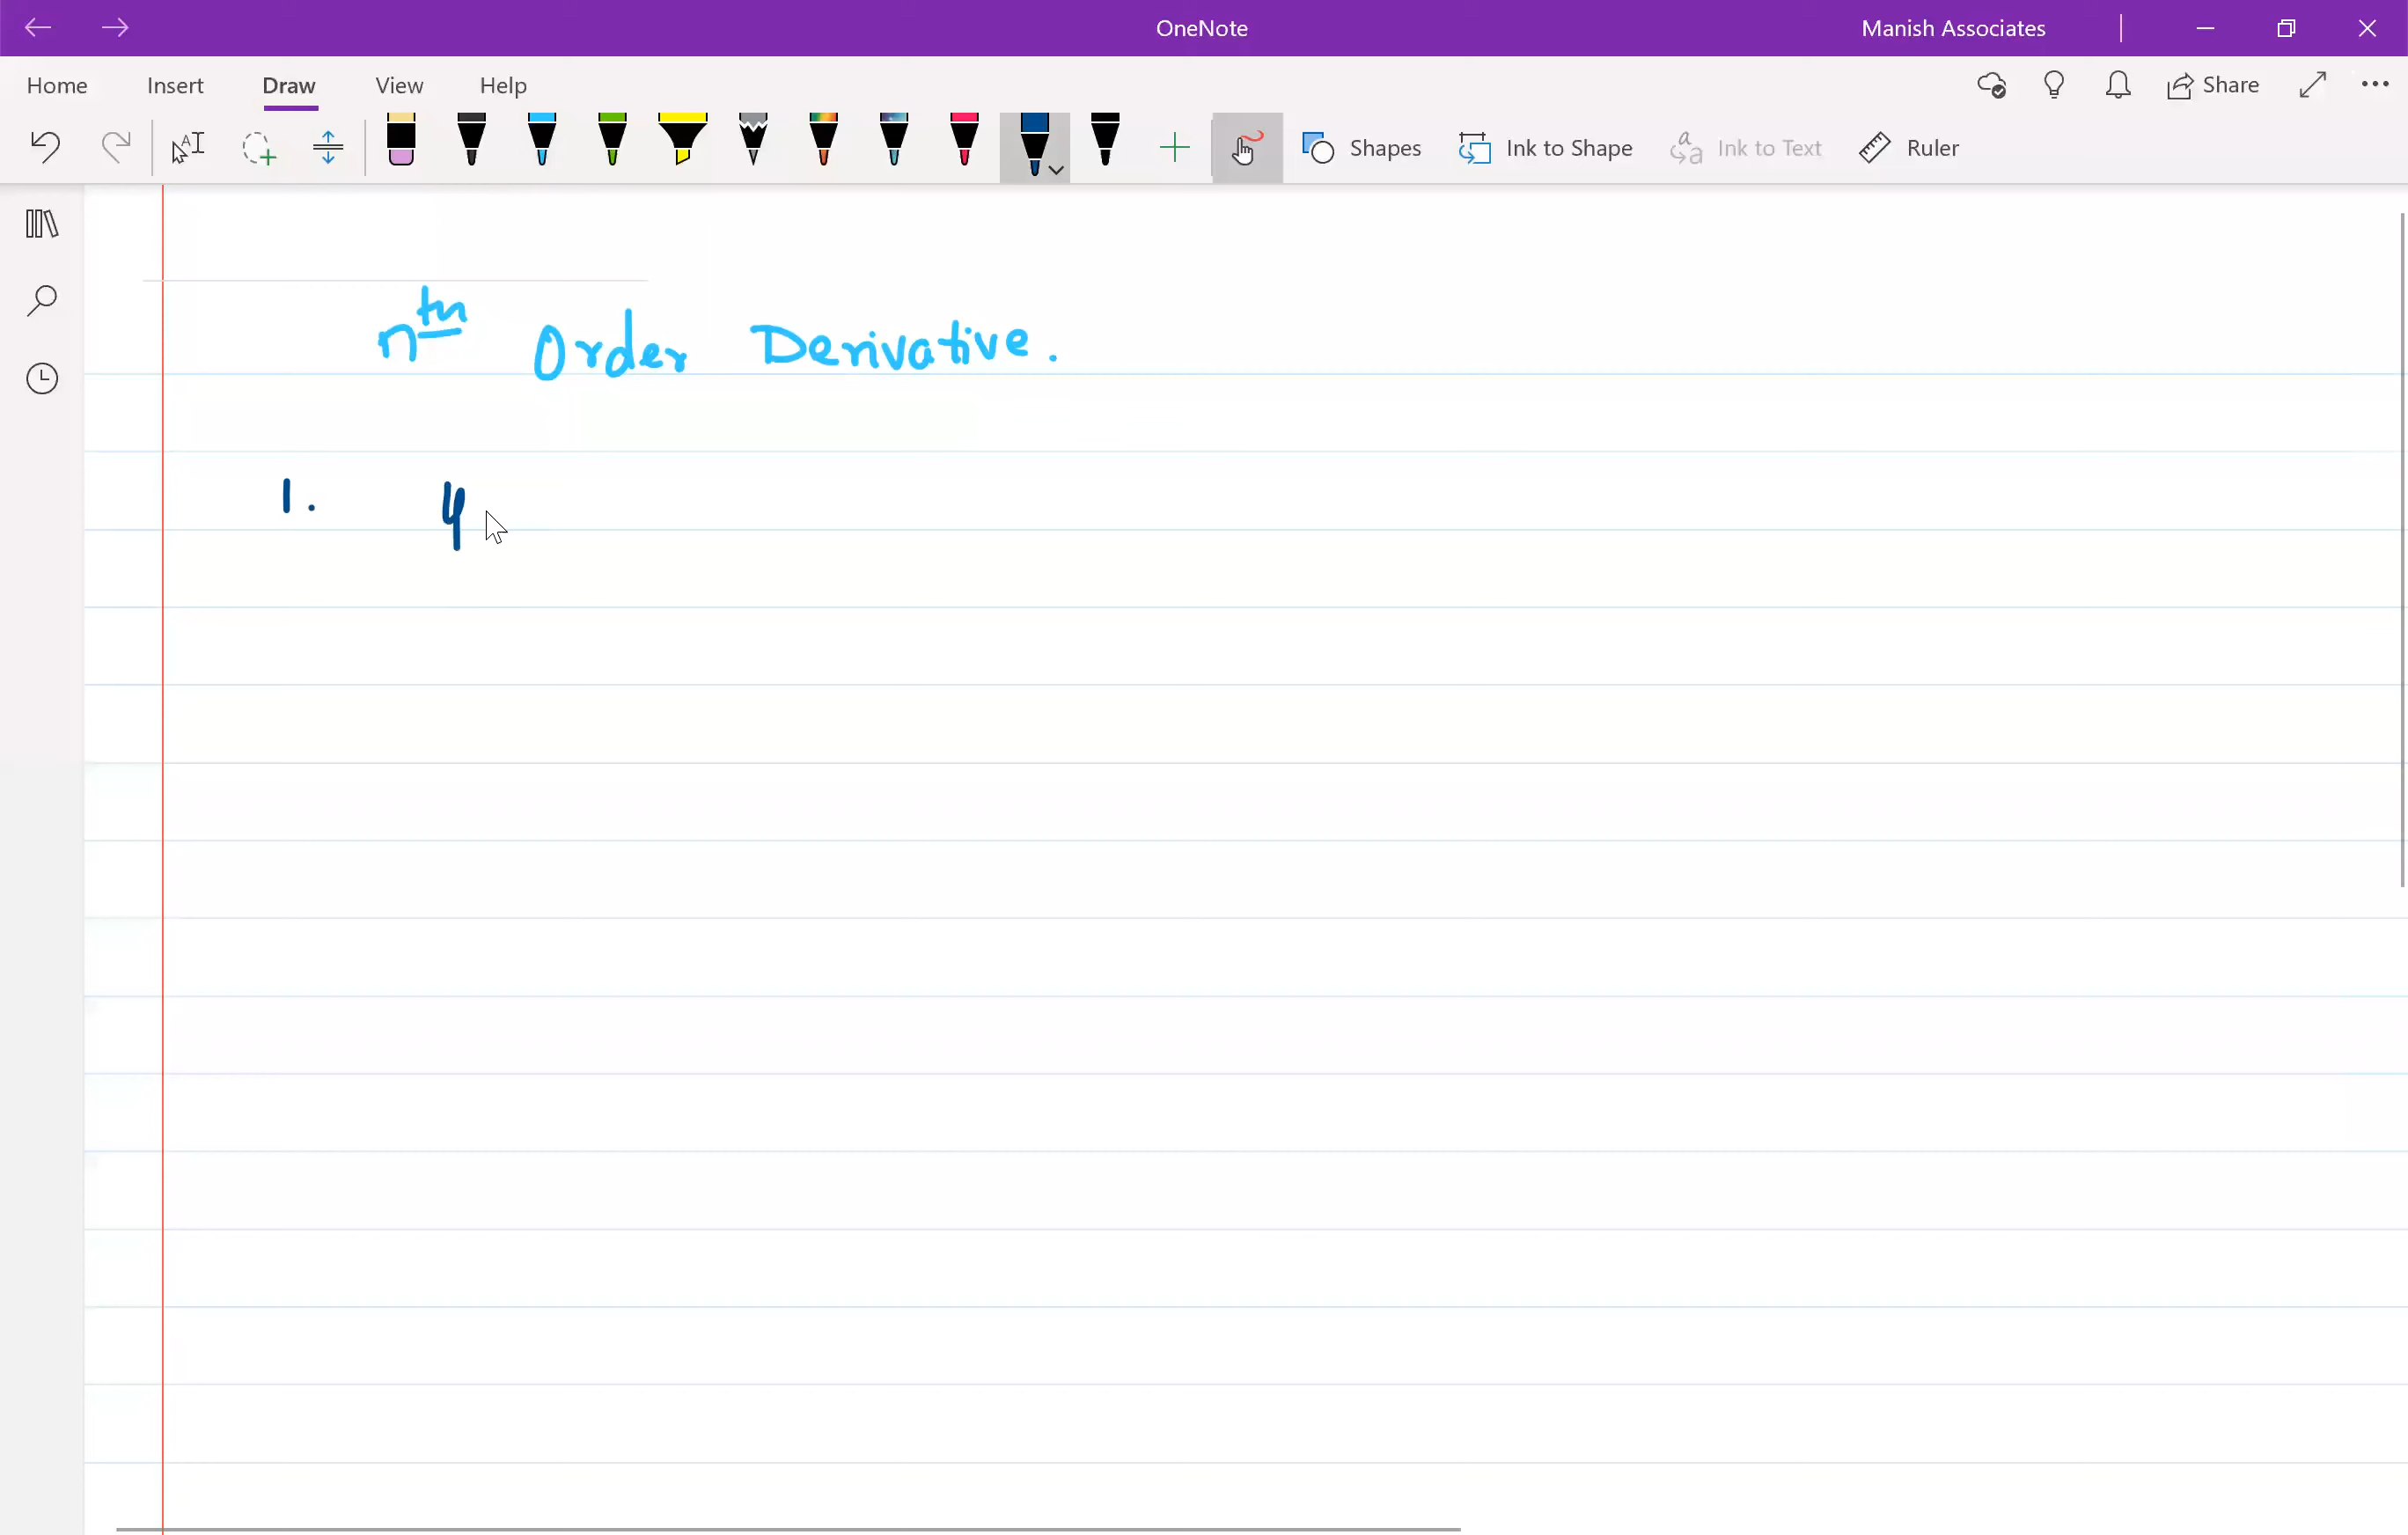 OneNote
Manish Associates
Home Insert Draw View Help
Share
Shapes Ink to Shape Ink to Text Ruler
nth Order Derivative.
1. y